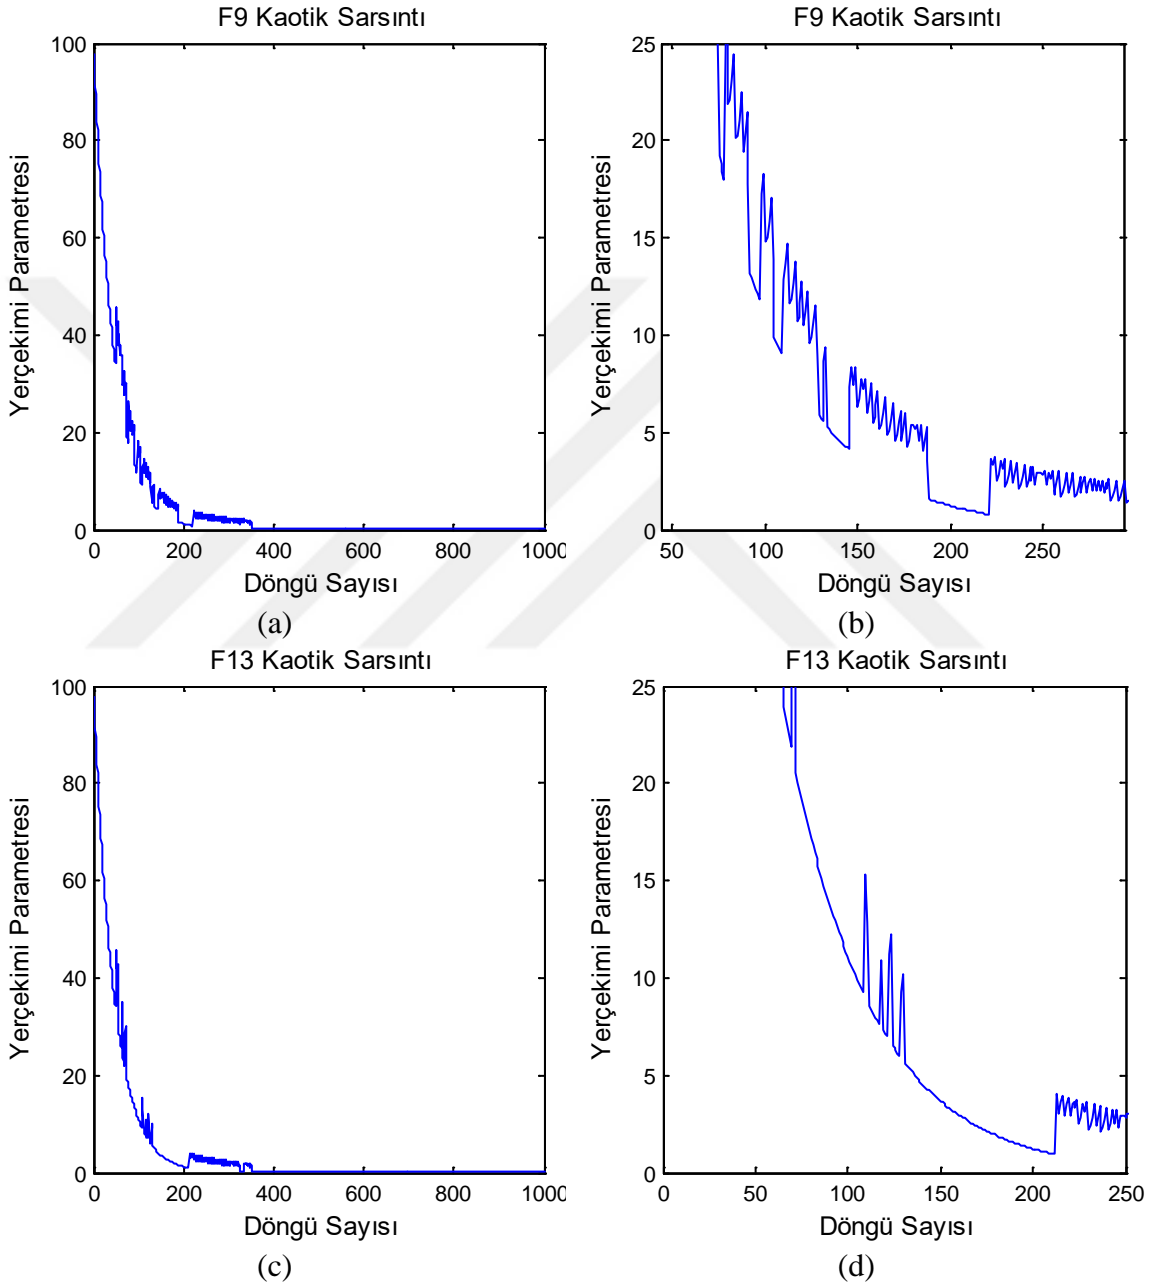 F9 Kaotik Sarsıntı
100
80
60
40
20
0
0 200 400 600 800 1000
Yerçekimi Parametresi
Döngü Sayısı
(a)
F9 Kaotik Sarsıntı
25
20
15
10
5
0
50 100 150 200 250
Yerçekimi Parametresi
Döngü Sayısı
(b)
F13 Kaotik Sarsıntı
100
80
60
40
20
0
0 200 400 600 800 1000
Yerçekimi Parametresi
Döngü Sayısı
(c)
F13 Kaotik Sarsıntı
25
20
15
10
5
0
0 50 100 150 200 250
Yerçekimi Parametresi
Döngü Sayısı
(d)